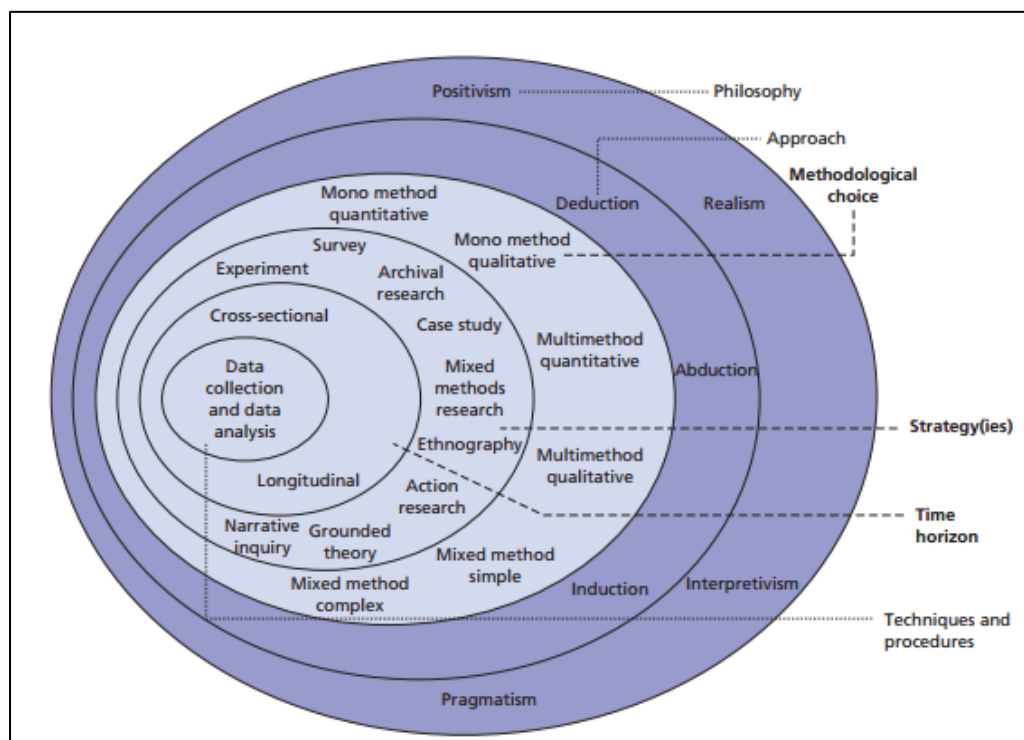 Positivism
Philosophy
Approach
Methodological
choice
Mono method
quantitative
Deduction
Realism
Survey
Mono method
qualitative
Experiment
Archival
research
Cross-sectional
Case study
Multimethod
quantitative
Data
collection
and data
analysis
Mixed
methods
research
Abduction
Strategy(ies)
Ethnography
Multimethod
qualitative
Longitudinal
Action
research
Time
horizon
Narrative
inquiry
Grounded
theory
Mixed method
simple
Mixed method
complex
Induction
Interpretivism
Techniques and
procedures
Pragmatism